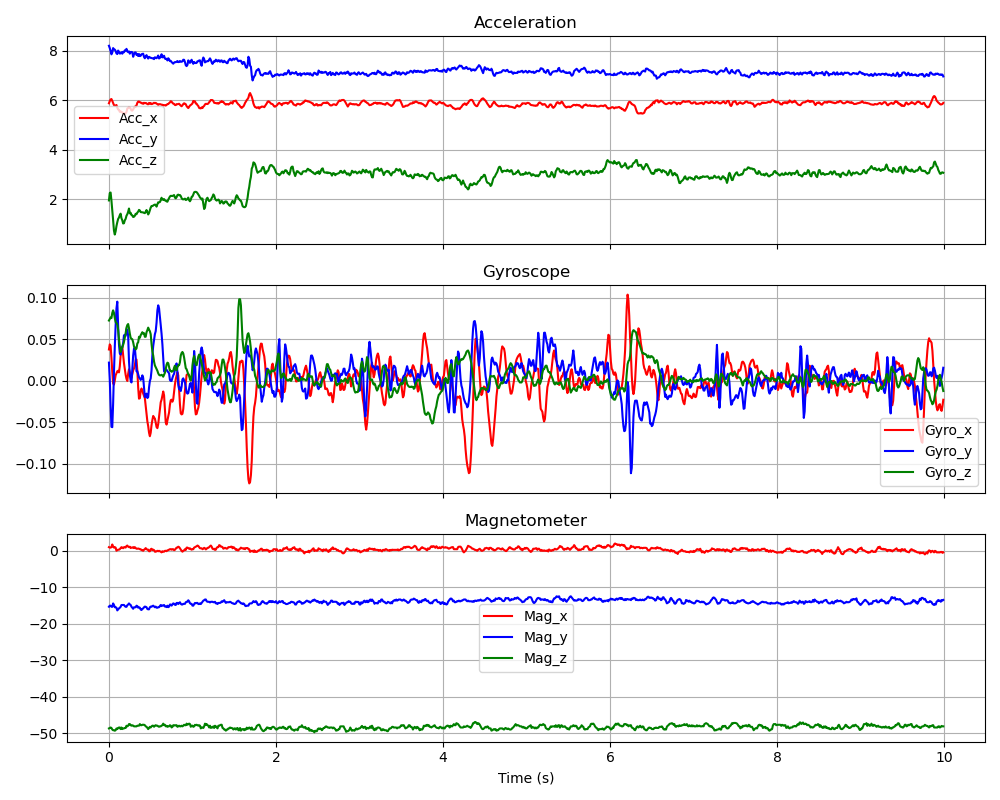 Acceleration
8
6
4
2
Acc_x
Acc_y
Acc_z
Gyroscope
0.10
0.05
0.00
−0.05
−0.10
Gyro_x
Gyro_y
Gyro_z
Magnetometer
0
−10
−20
−30
−40
−50
Mag_x
Mag_y
Mag_z
0 2 4 6 8 10
Time (s)